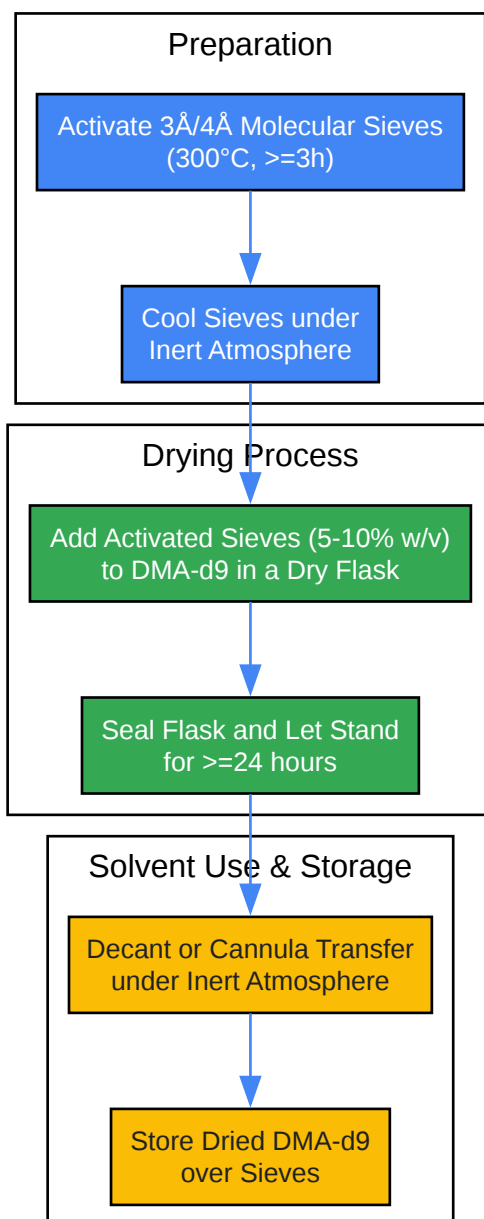 Preparation
Activate 3Å/4Å Molecular Sieves
(300°C, >=3h)
Cool Sieves under
Inert Atmosphere
Drying Process
Add Activated Sieves (5-10% w/v)
to DMA-d9 in a Dry Flask
Seal Flask and Let Stand
for >=24 hours
Solvent Use & Storage
Decant or Cannula Transfer
under Inert Atmosphere
Store Dried DMA-d9
over Sieves